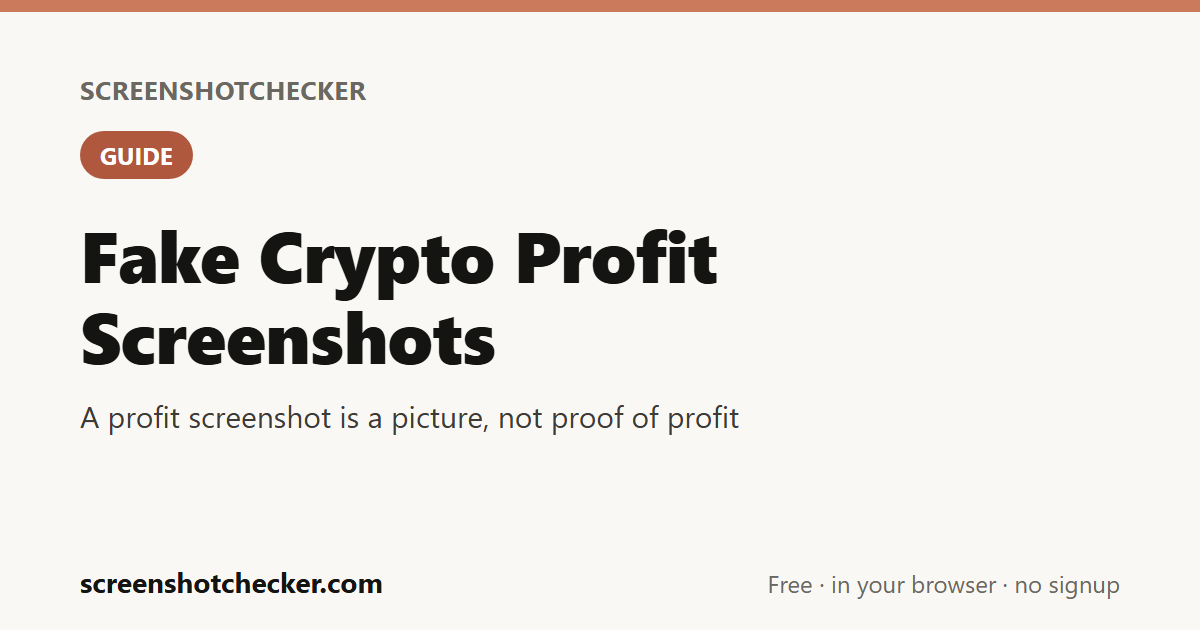 SCREENSHOTCHECKER
GUIDE
Fake Crypto Profit
Screenshots
A profit screenshot is a picture, not proof of profit
screenshotchecker.com
Free · in your browser · no signup